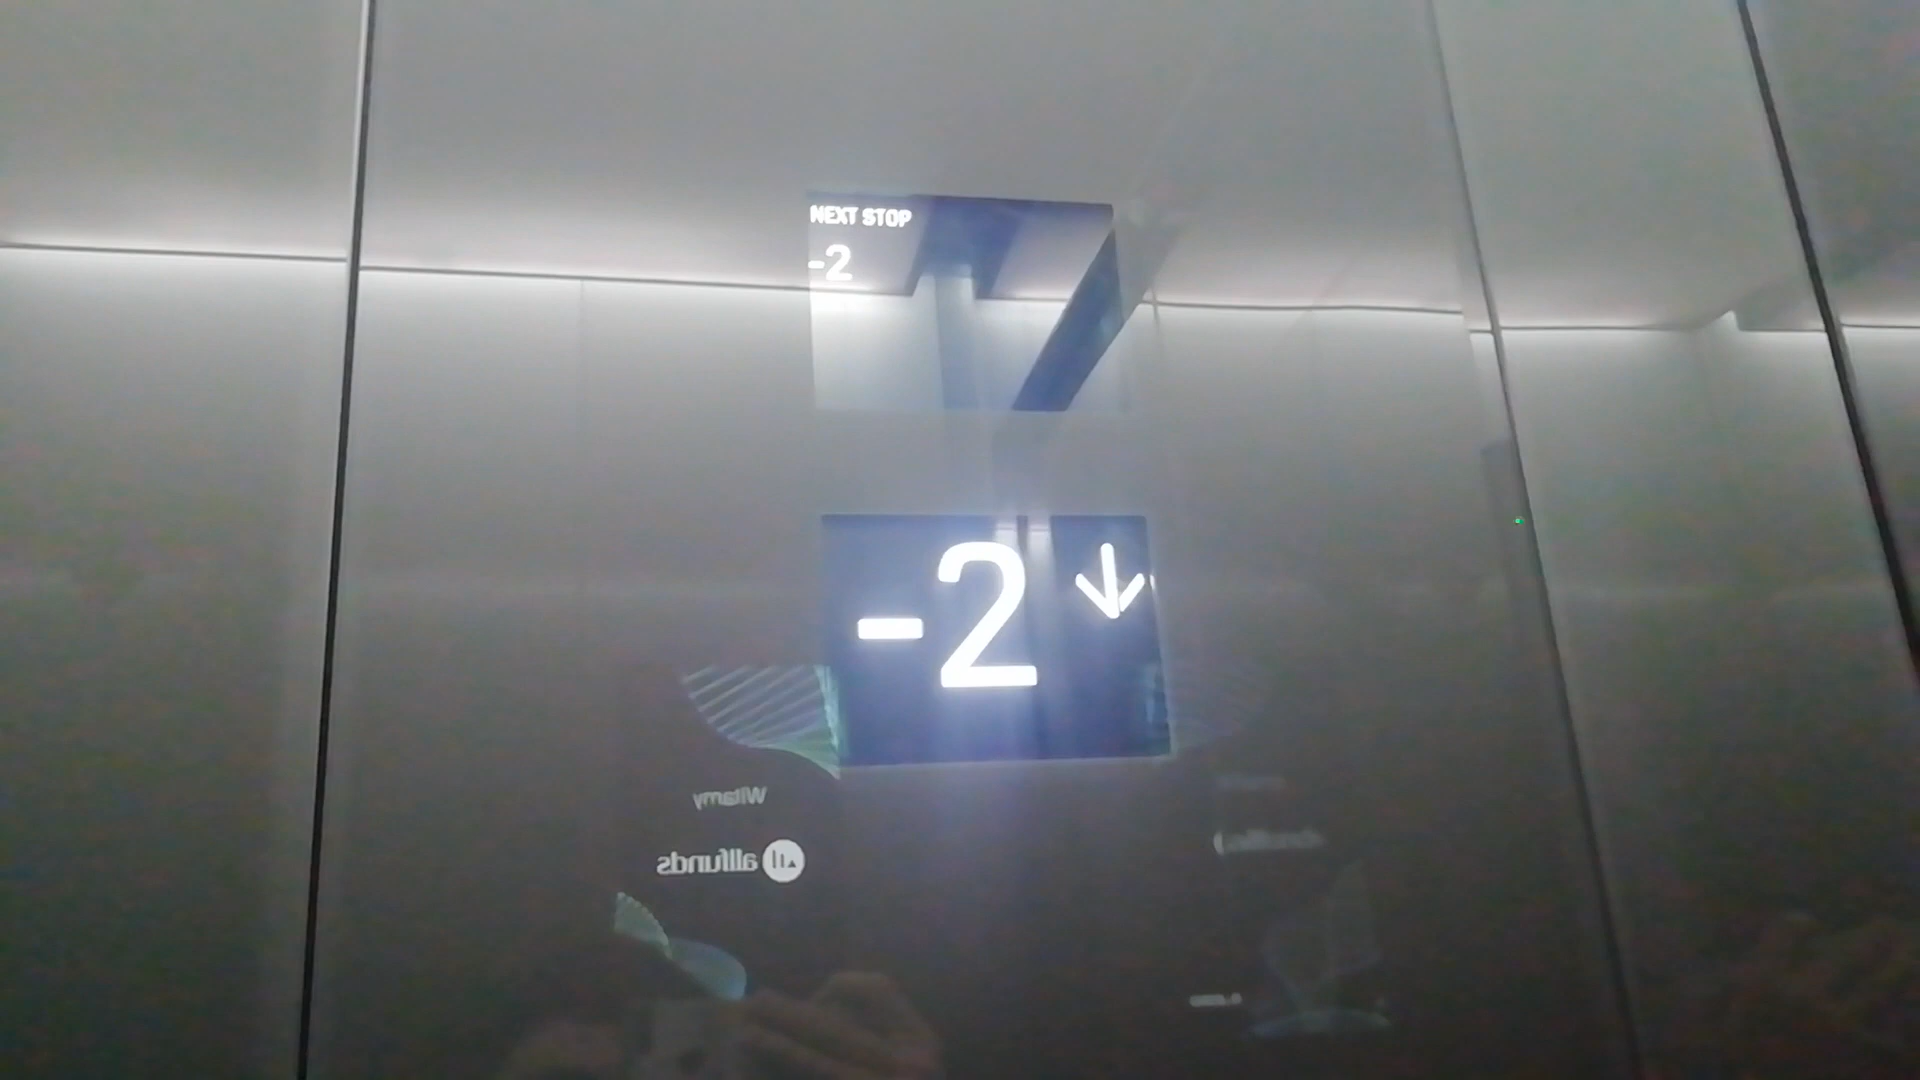 NEXT STOP
-2
-2 ↓
Witamy
allfunds